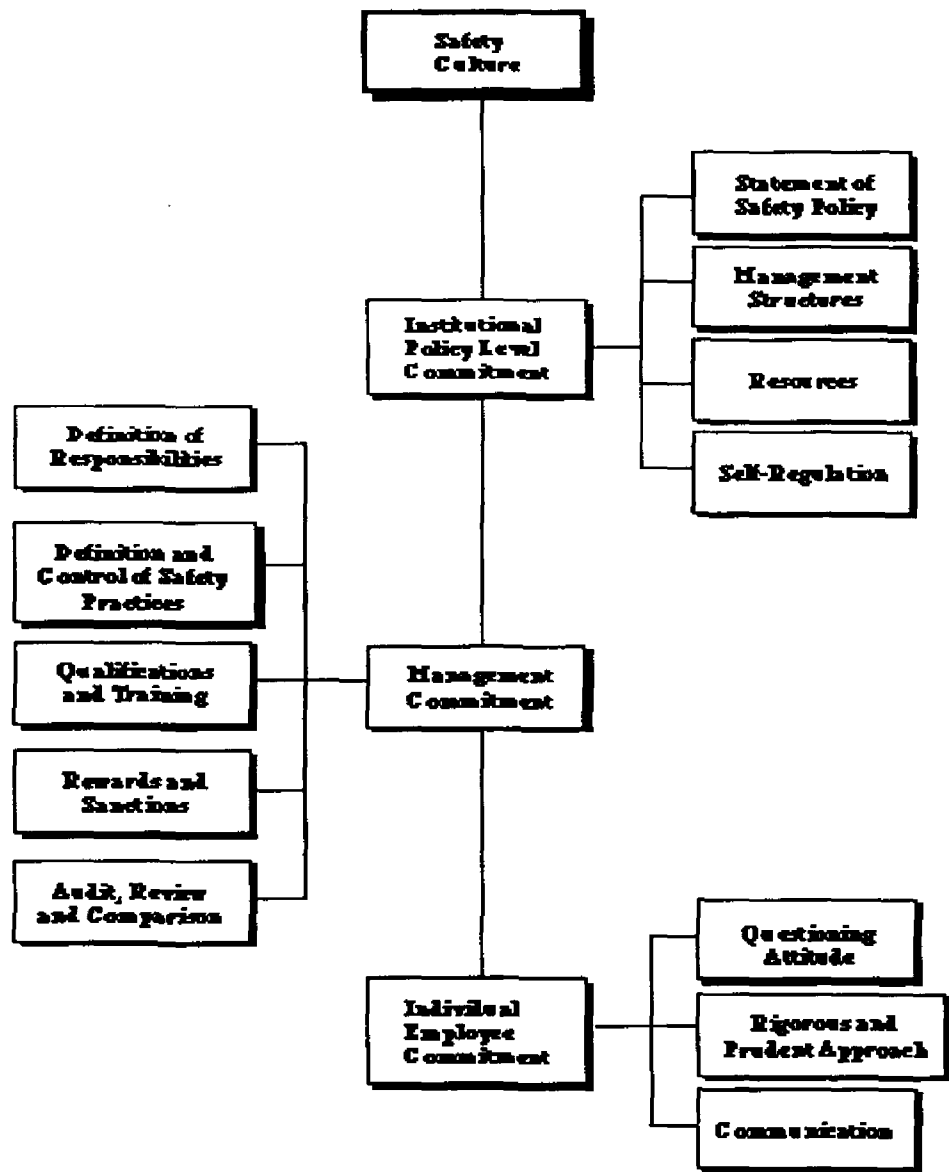 Safety
Culture
Statement of
Safety Policy
Management
Structures
Institutional
Policy Level
Commitment
Resources
Self-Regulation
Definition of
Responsibilities
Definition and
Control of Safety
Practices
Qualifications
and Training
Management
Commitment
Rewards and
Sanctions
Audit, Review
and Comparison
Individual
Employee
Commitment
Questioning
Attitude
Rigorous and
Prudent Approach
Communication